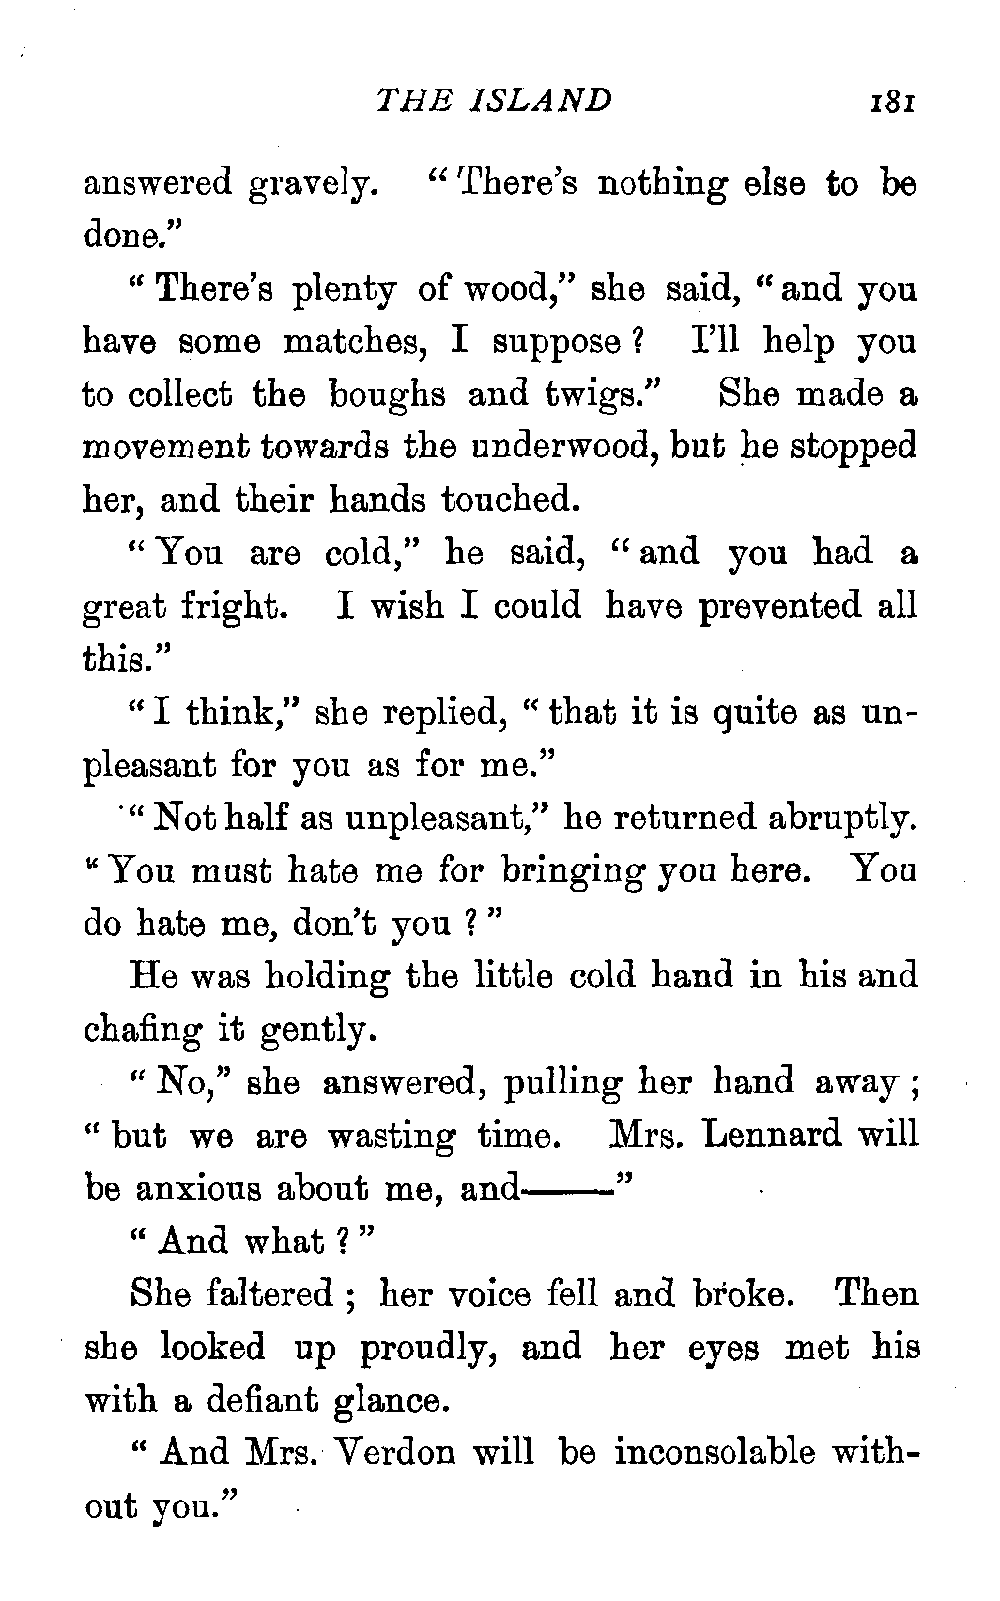 THE ISLAND 181
answered gravely. “There’s nothing else to be
done.”
“There’s plenty of wood,” she said, “and you
have some matches, I suppose? I’ll help you
to collect the boughs and twigs.” She made a
movement towards the underwood, but he stopped
her, and their hands touched.
“You are cold,” he said, “and you had a
great fright. I wish I could have prevented all
this.”
“I think,” she replied, “that it is quite as un-
pleasant for you as for me.”
“Not half as unpleasant,” he returned abruptly.
“You must hate me for bringing you here. You
do hate me, don’t you?”
He was holding the little cold hand in his and
chafing it gently.
“No,” she answered, pulling her hand away;
“but we are wasting time. Mrs. Lennard will
be anxious about me, and——”
“And what?”
She faltered; her voice fell and broke. Then
she looked up proudly, and her eyes met his
with a defiant glance.
“And Mrs. Verdon will be inconsolable with-
out you.”